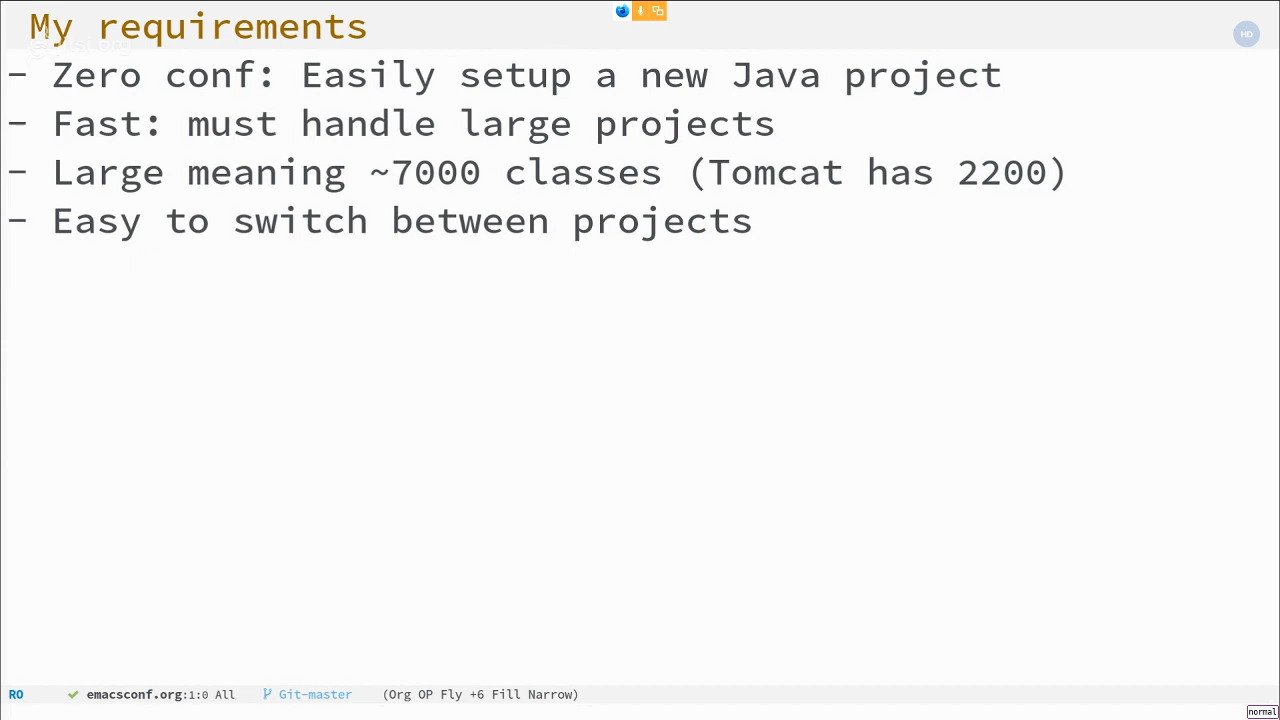 My requirements
HD
- Zero conf: Easily setup a new Java project
- Fast: must handle large projects
- Large meaning ~7000 classes (Tomcat has 2200)
- Easy to switch between projects
RO emacsconf.org:1:0 All Git-master (Org OP Fly +6 Fill Narrow)
normal